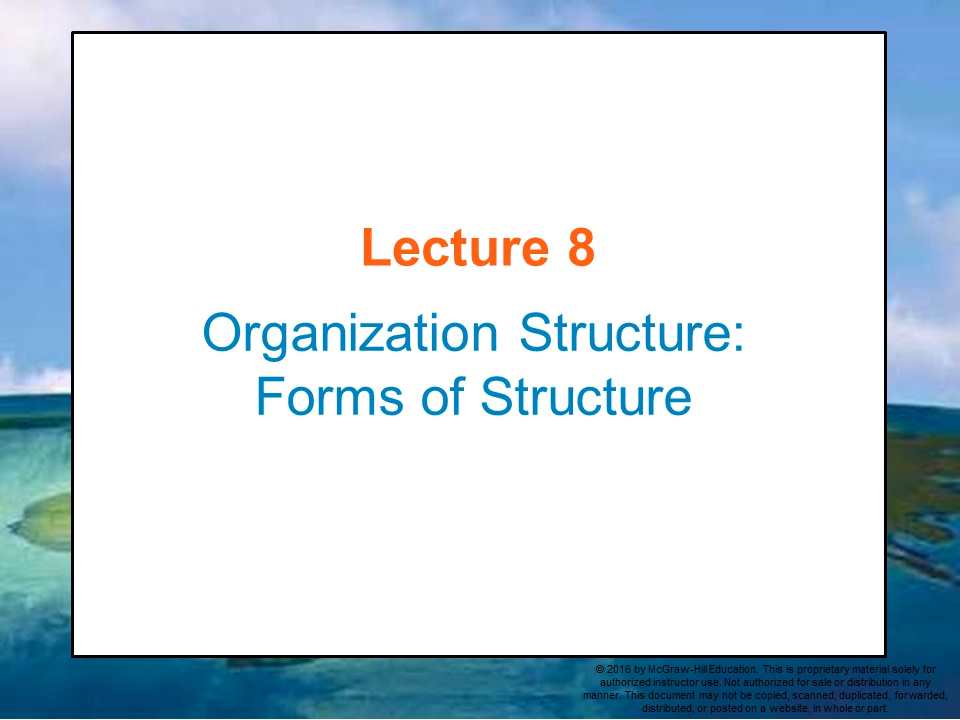 Lecture 8
Organization Structure:
Forms of Structure
© 2016 by McGraw-Hill Education. This is proprietary material solely for
authorized instructor use. Not authorized for sale or distribution in any
manner. This document may not be copied, scanned, duplicated, forwarded,
distributed, or posted on a website, in whole or part.